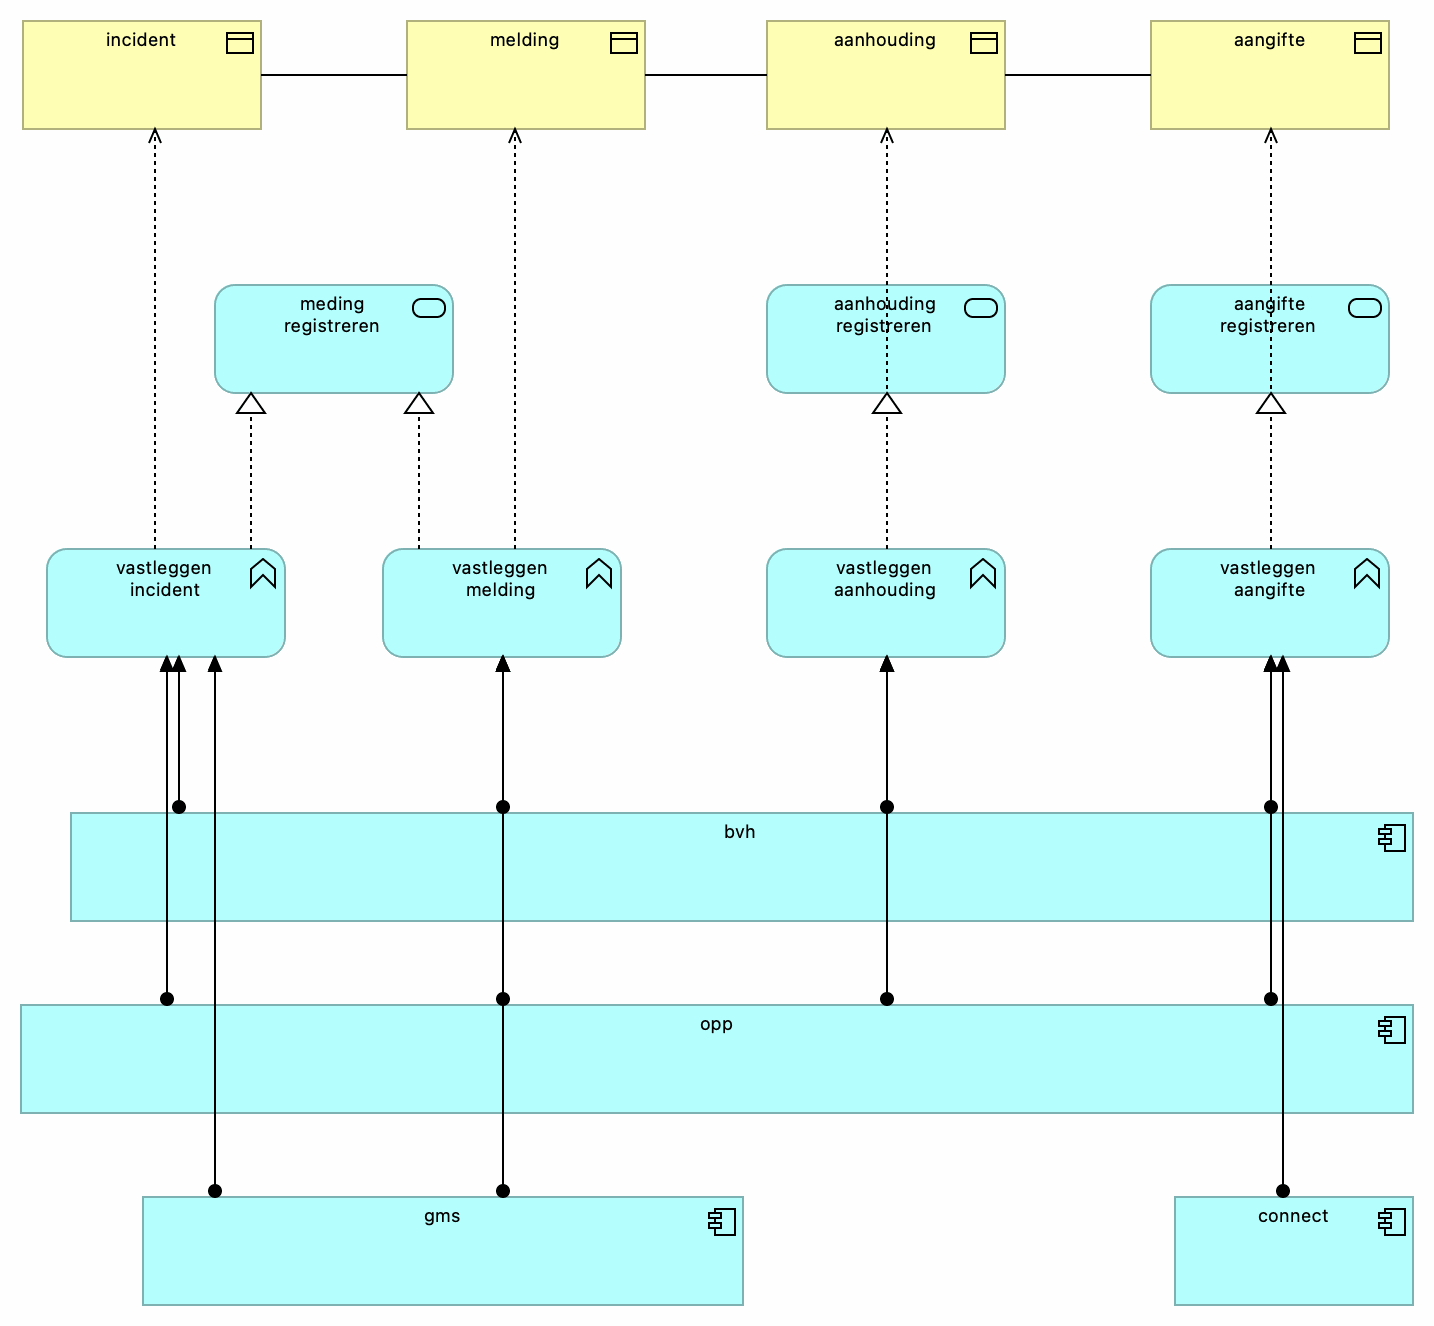 incident
melding
aanhouding
aangifte
meding
registreren
aanhouding
registreren
aangifte
registreren
vastleggen
incident
vastleggen
melding
vastleggen
aanhouding
vastleggen
aangifte
bvh
opp
gms
connect